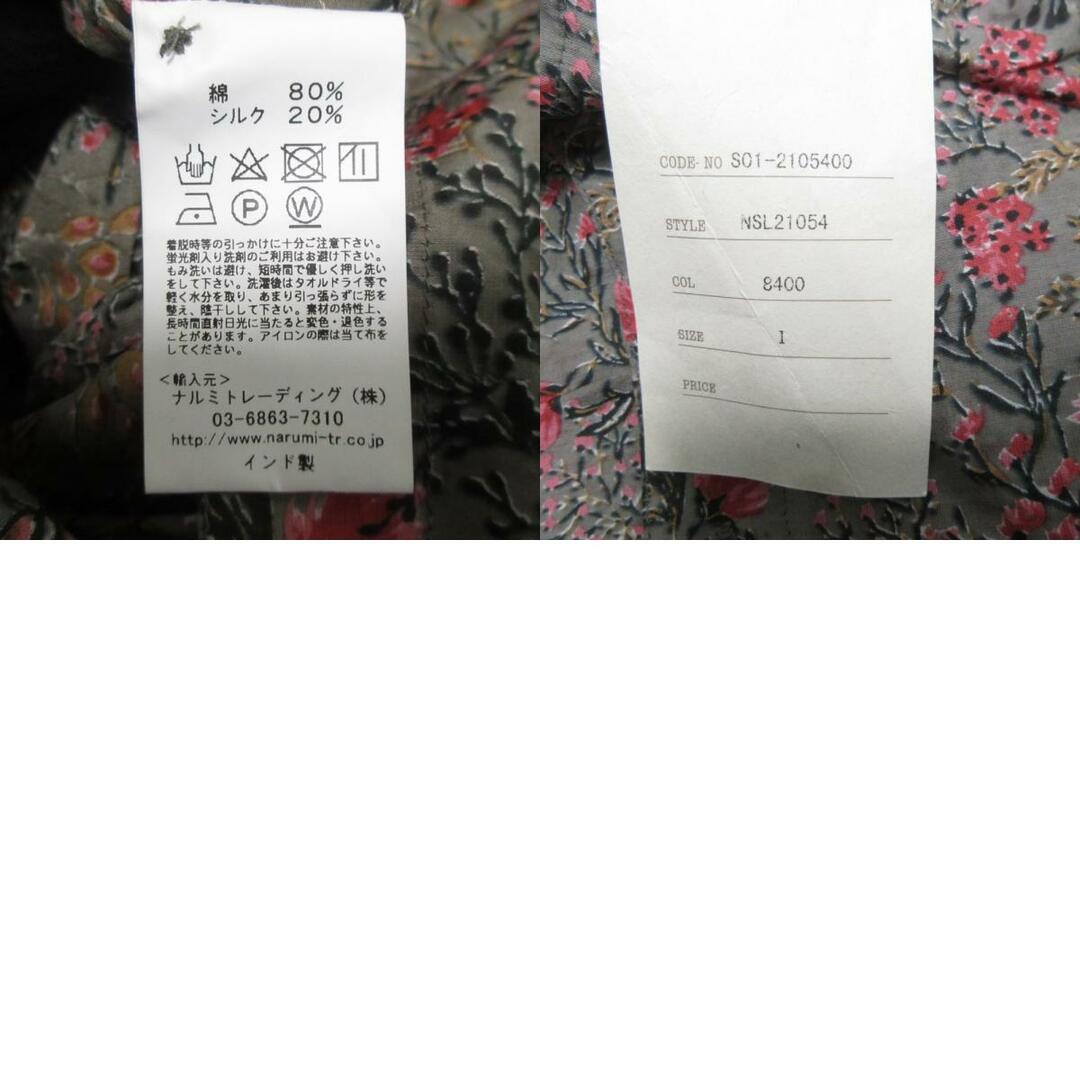 綿 80%
シルク 20%
P W
着脱時等の引っかけに十分ご注意下さい。
蛍光剤入り洗剤のご利用はお避け下さい。
もみ洗いは避け、短時間で優しく押し洗い
をして下さい。洗濯後はタオルドライ等で
軽く水分を取り、あまり引っ張らずに形を
整え、陰干しして下さい。素材の特性上、
長時間直射日光に当たると変色・退色する
ことがあります。アイロンの際は当て布を
してください。
<輸入元>
ナルミトレーディング(株)
03-6863-7310
http://www.narumi-tr.co.jp
インド製
CODE-NO S01-2105400
STYLE NSL21054
COL 8400
SIZE I
PRICE